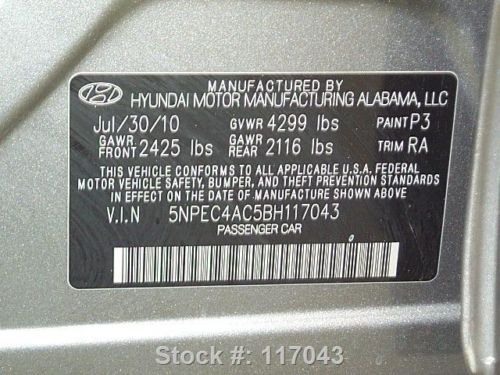 MANUFACTURED BY
HYUNDAI MOTOR MANUFACTURING ALABAMA, LLC
Jul/30/10 GVWR 4299 lbs PAINT P3
GAWR FRONT 2425 lbs GAWR REAR 2116 lbs TRIM RA
THIS VEHICLE CONFORMS TO ALL APPLICABLE U.S.A. FEDERAL
MOTOR VEHICLE SAFETY, BUMPER, AND THEFT PREVENTION STANDARDS
IN EFFECT ON THE DATE OF MANUFACTURE SHOWN ABOVE
V.I.N 5NPEC4AC5BH117043
PASSENGER CAR
Stock #: 117043